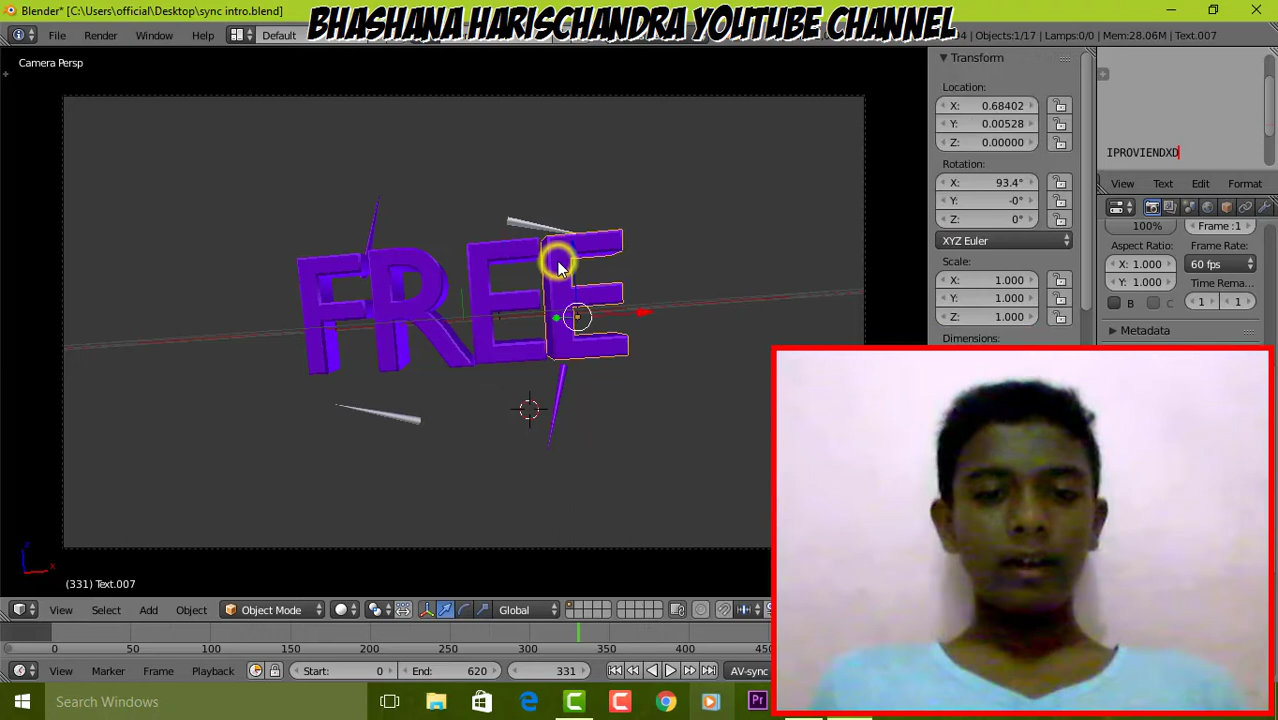 Blender* [C:\Users\official\Desktop\sync intro.blend]
BHASHANA HARISCHANDRA YOUTUBE CHANNEL
File Render Window Help Default
Objects:1/17 | Lamps:0/0 | Mem:28.06M | Text.007
Camera Persp
FREE
(331) Text.007
Transform
Location:
X: 0.68402
Y: 0.00528
Z: 0.00000
Rotation:
X: 93.4°
Y: -0°
Z: 0°
XYZ Euler
Scale:
X: 1.000
Y: 1.000
Z: 1.000
Dimensions:
IPROVIENDXD
View Text Edit Format
100% Frame :1
Aspect Ratio: Frame Rate:
X: 1.000 60 fps
Y: 1.000 Time Rema..
B C 1 1
Metadata
View Select Add Object Object Mode Global
0 50 100 150 200 250 300 350 400 450
View Marker Frame Playback Start: 0 End: 620 331 AV-sync
Search Windows